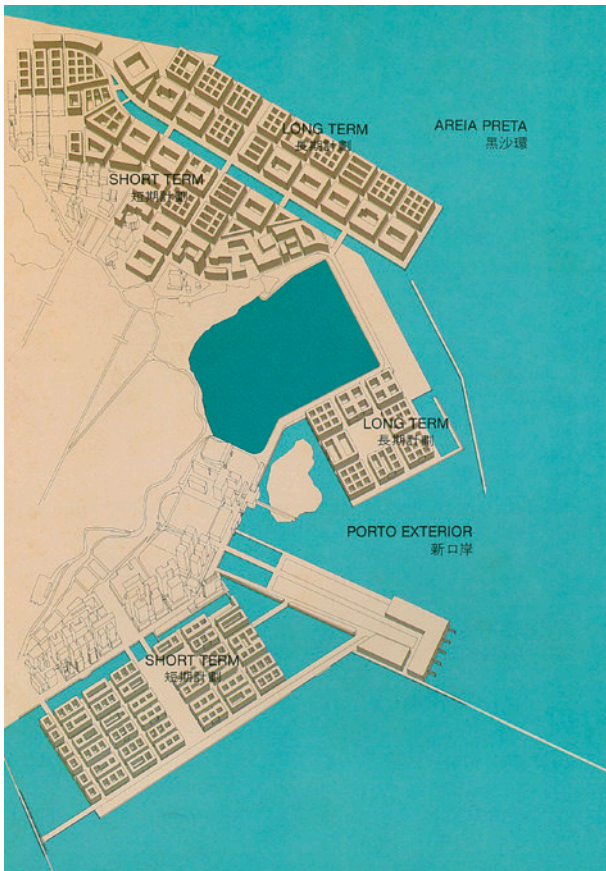 LONG TERM
長期計劃
AREIA PRETA
黑沙環
SHORT TERM
短期計劃
LONG TERM
長期計劃
PORTO EXTERIOR
新口岸
SHORT TERM
短期計劃